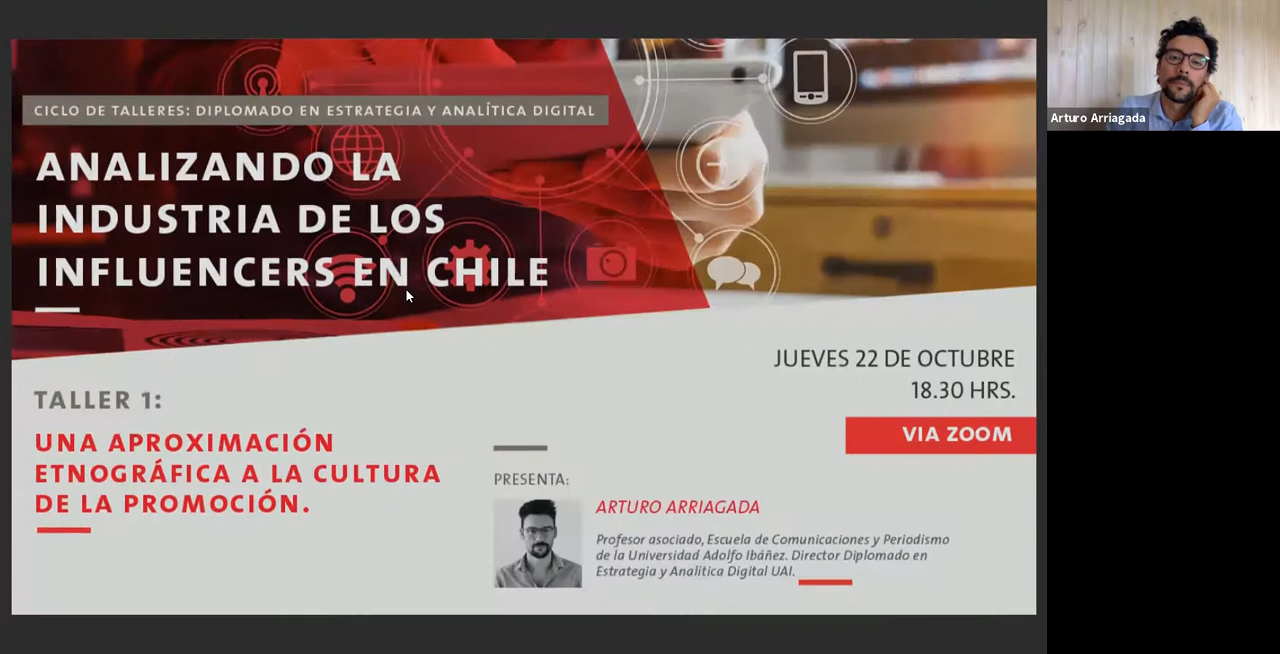 CICLO DE TALLERES: DIPLOMADO EN ESTRATEGIA Y ANALÍTICA DIGITAL
ANALIZANDO LA
INDUSTRIA DE LOS
INFLUENCERS EN CHILE
JUEVES 22 DE OCTUBRE
18.30 HRS.
VIA ZOOM
TALLER 1:
UNA APROXIMACIÓN
ETNOGRÁFICA A LA CULTURA
DE LA PROMOCIÓN.
PRESENTA:
ARTURO ARRIAGADA
Profesor asociado, Escuela de Comunicaciones y Periodismo
de la Universidad Adolfo Ibáñez. Director Diplomado en
Estrategia y Analítica Digital UAI.
Arturo Arriagada